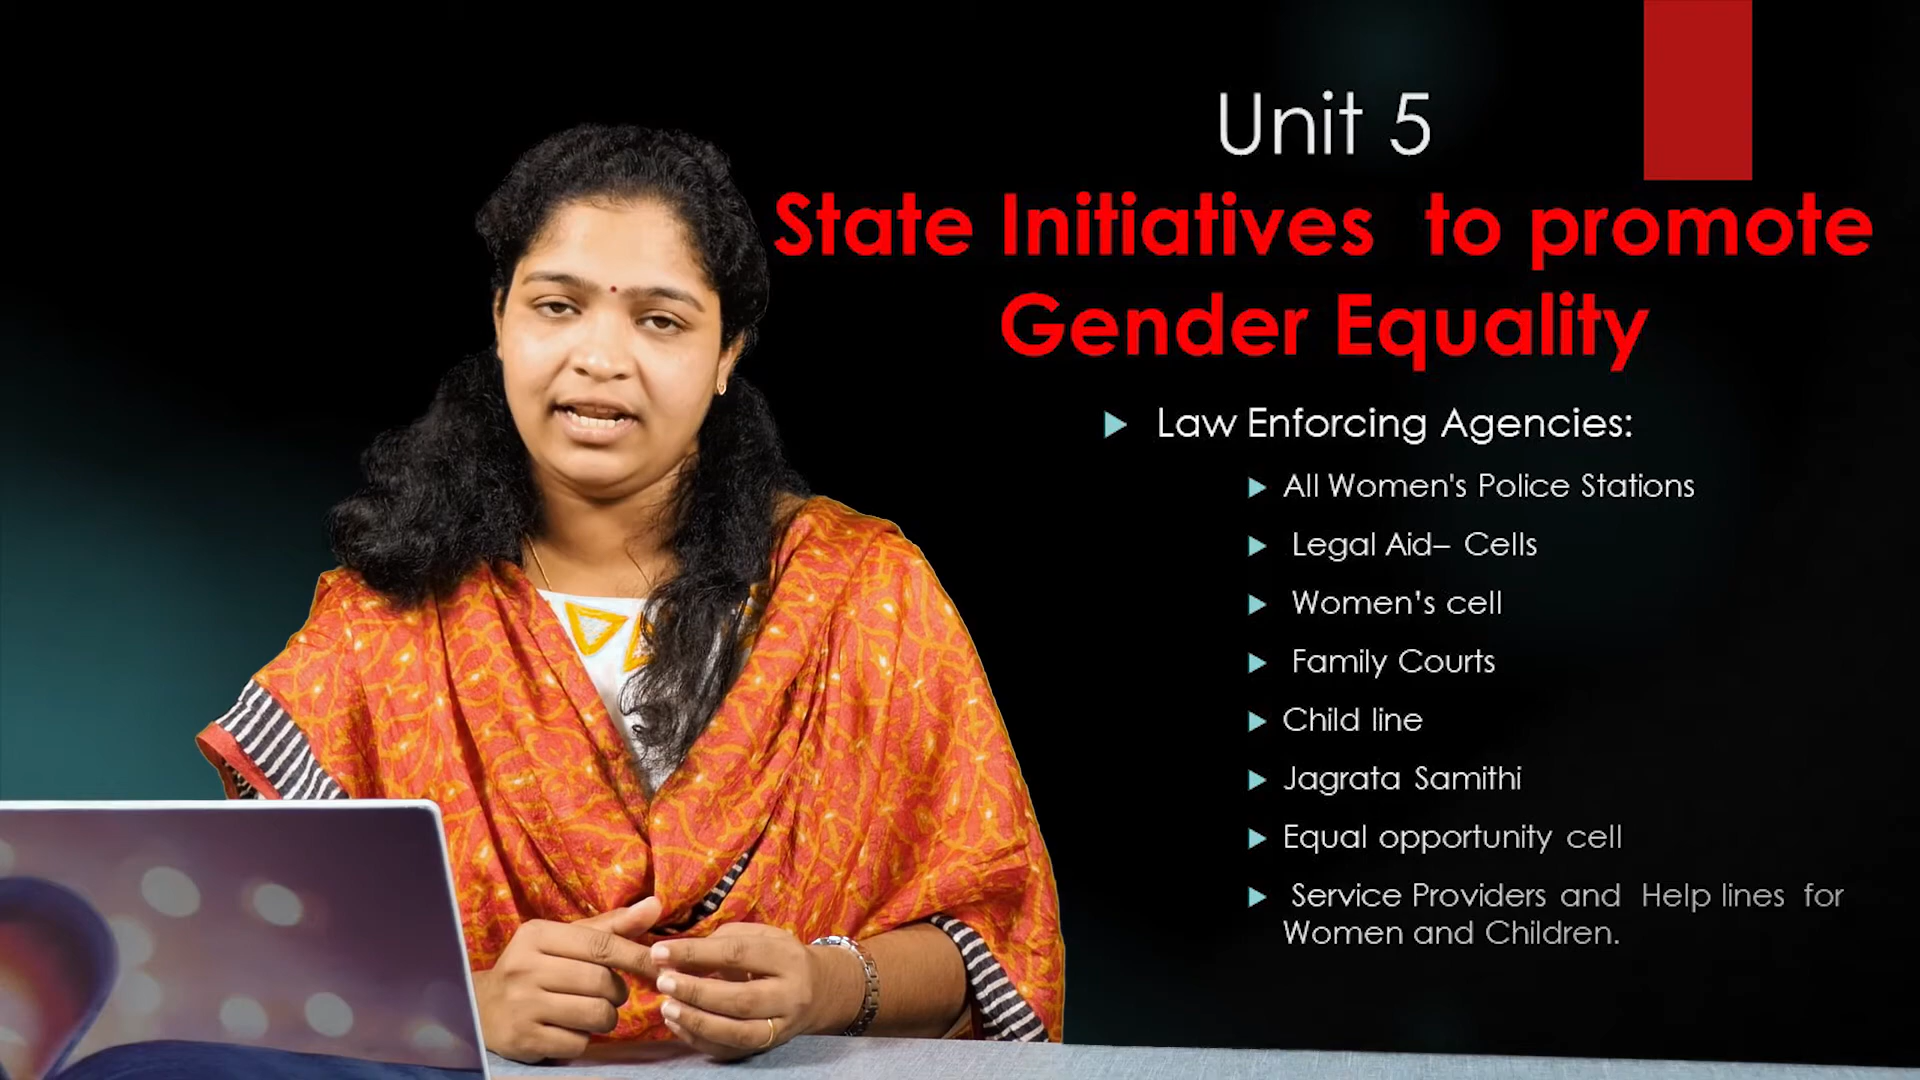 Unit 5
State Initiatives to promote
Gender Equality
Law Enforcing Agencies:
All Women's Police Stations
Legal Aid– Cells
Women’s cell
Family Courts
Child line
Jagrata Samithi
Equal opportunity cell
Service Providers and Help lines for
Women and Children.